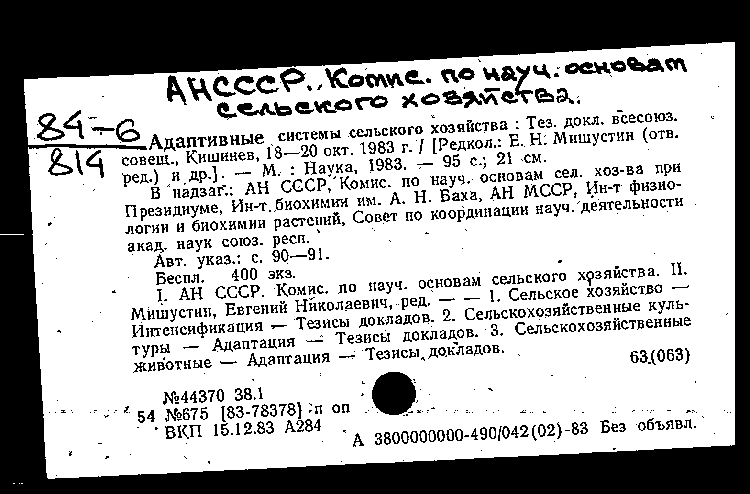 АН СССР. Комис. по науч. основам
сельского хозяйства.
84-6
814
Адаптивные системы сельского хозяйства : Тез. докл. всесоюз.
совещ., Кишинев, 18—20 окт. 1983 г. / [Редкол.: Е. Н. Мишустин (отв.
ред.) и др.]. — М. : Наука, 1983. — 95 с.; 21 см.
В надзаг.: АН СССР, Комис. по науч. основам сел. хоз-ва при
Президиуме, Ин-т биохимии им. А. Н. Баха, АН МССР, Ин-т физио-
логии и биохимии растений, Совет по координации науч. деятельности
акад. наук союз. респ.
Авт. указ.: с. 90—91.
Беспл. 400 экз.
I. АН СССР. Комис. по науч. основам сельского хозяйства. II.
Мишустин, Евгений Николаевич, ред. — — 1. Сельское хозяйство —
Интенсификация — Тезисы докладов. 2. Сельскохозяйственные куль-
туры — Адаптация — Тезисы докладов. 3. Сельскохозяйственные
животные — Адаптация — Тезисы докладов.
63(063)
№44370 38.1
54 №675 [83-78378] п оп
ВКП 15.12.83 А284
А 3800000000-490/042(02)-83 Без объявл.